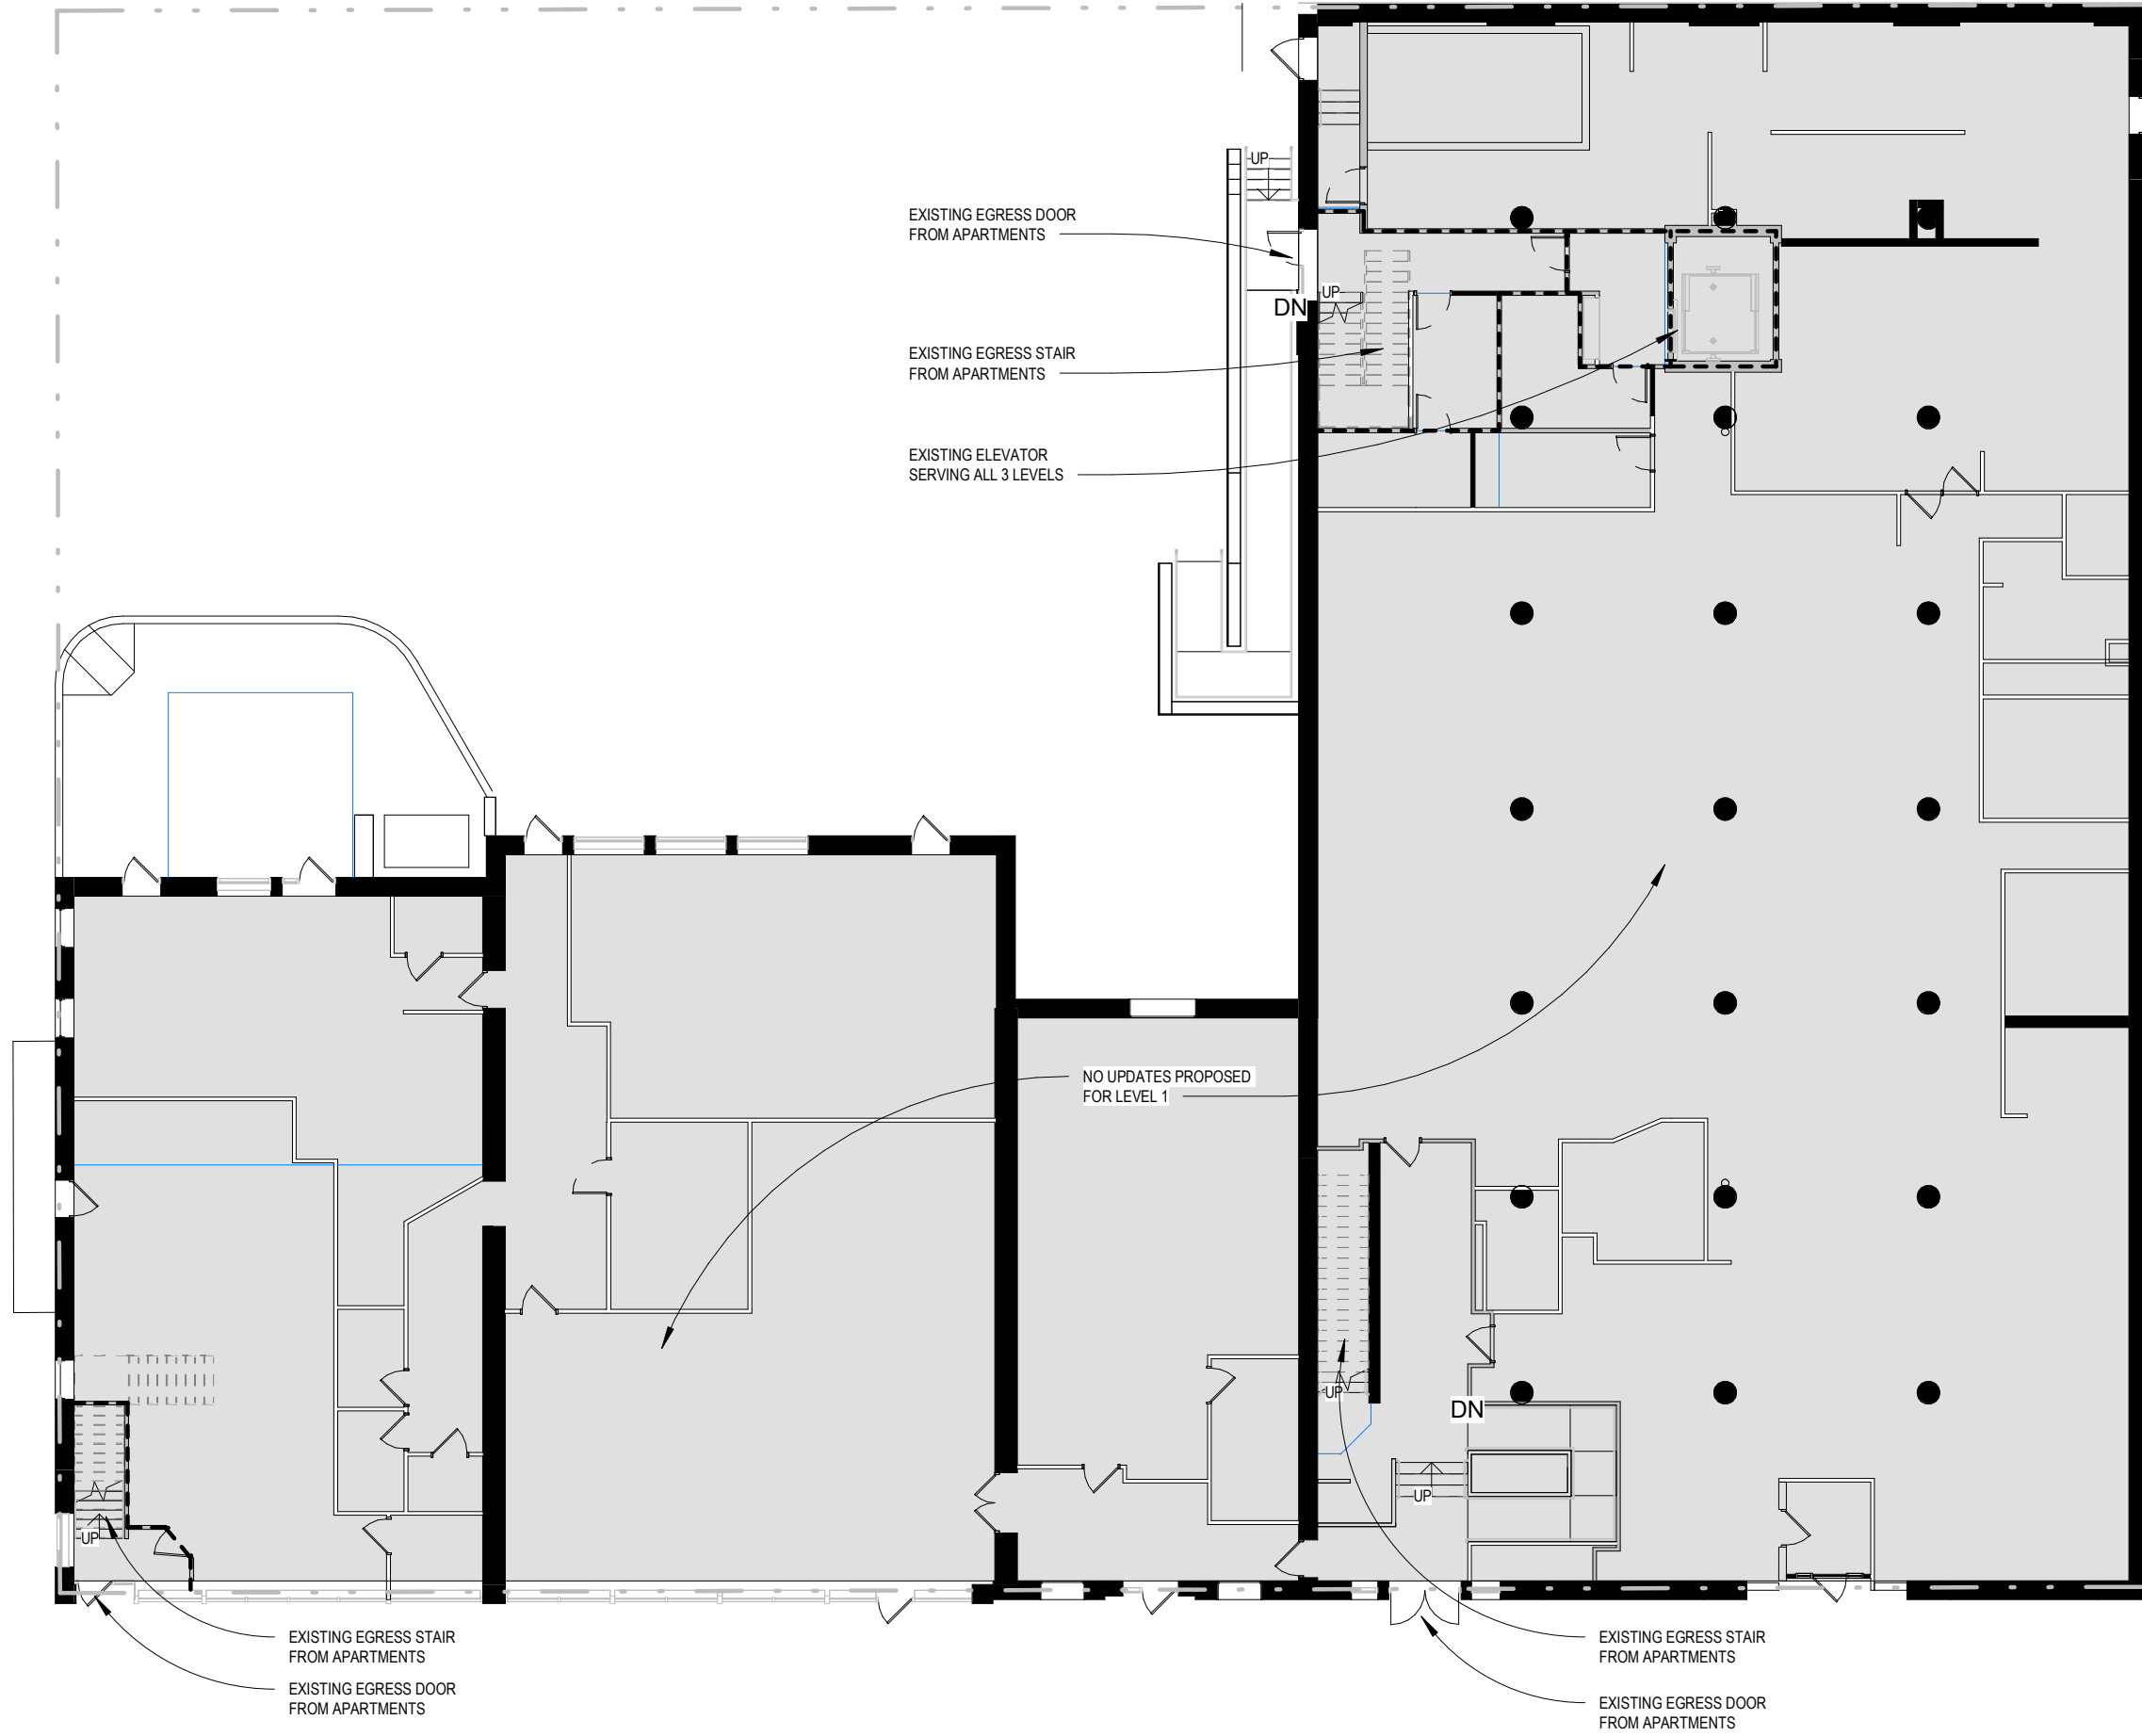 UP
EXISTING EGRESS DOOR
FROM APARTMENTS
UP
DN
EXISTING EGRESS STAIR
FROM APARTMENTS
EXISTING ELEVATOR
SERVING ALL 3 LEVELS
NO UPDATES PROPOSED
FOR LEVEL 1
UP
DN
UP
UP
EXISTING EGRESS STAIR
FROM APARTMENTS
EXISTING EGRESS DOOR
FROM APARTMENTS
EXISTING EGRESS STAIR
FROM APARTMENTS
EXISTING EGRESS DOOR
FROM APARTMENTS